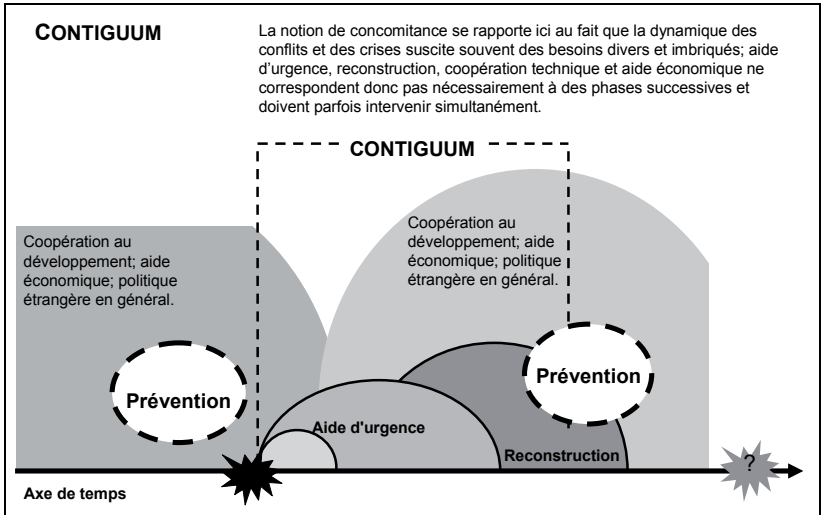 CONTIGUUM
La notion de concomitance se rapporte ici au fait que la dynamique des
conflits et des crises suscite souvent des besoins divers et imbriqués; aide
d'urgence, reconstruction, coopération technique et aide économique ne
correspondent donc pas nécessairement à des phases successives et
doivent parfois intervenir simultanément.
CONTIGUUM
Coopération au
développement; aide
économique; politique
étrangère en général.
Coopération au
développement; aide
économique; politique
étrangère en général.
Prévention
Prévention
Aide d'urgence
Reconstruction
?
Axe de temps